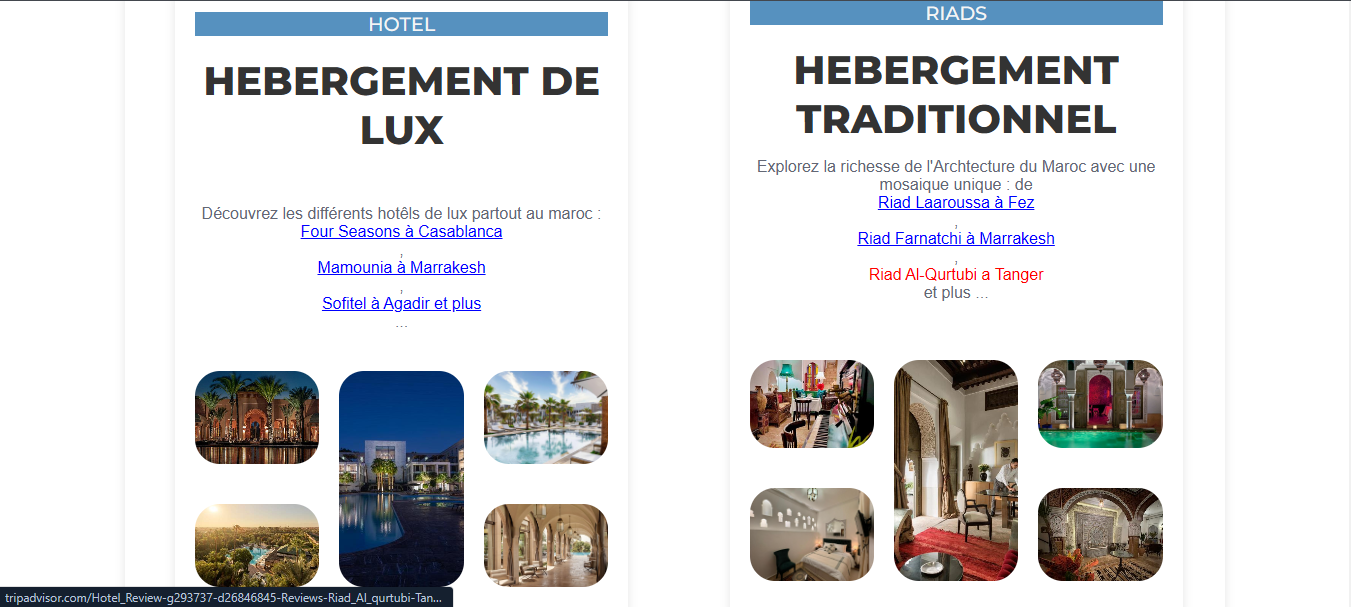 HOTEL
HEBERGEMENT DE
LUX
Découvrez les différents hotêls de lux partout au maroc :
Four Seasons à Casablanca
,
Mamounia à Marrakesh
,
Sofitel à Agadir et plus
...
RIADS
HEBERGEMENT
TRADITIONNEL
Explorez la richesse de l'Archtecture du Maroc avec une
mosaique unique : de
Riad Laaroussa à Fez
,
Riad Farnatchi à Marrakesh
,
Riad Al-Qurtubi a Tanger
et plus ...
tripadvisor.com/Hotel_Review-g293737-d26846845-Reviews-Riad_Al_qurtubi-Tan...